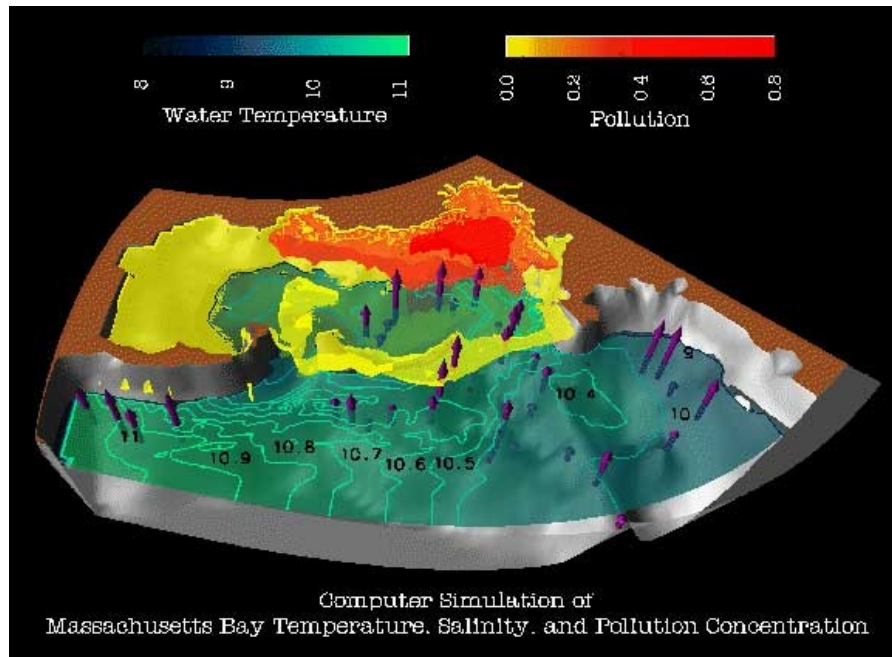 8 9 10 11
Water Temperature
0.0 0.2 0.4 0.6 0.8
Pollution
9
10.4
10
11
10.9 10.8 10.7 10.6 10.5
Computer Simulation of
Massachusetts Bay Temperature, Salinity, and Pollution Concentration